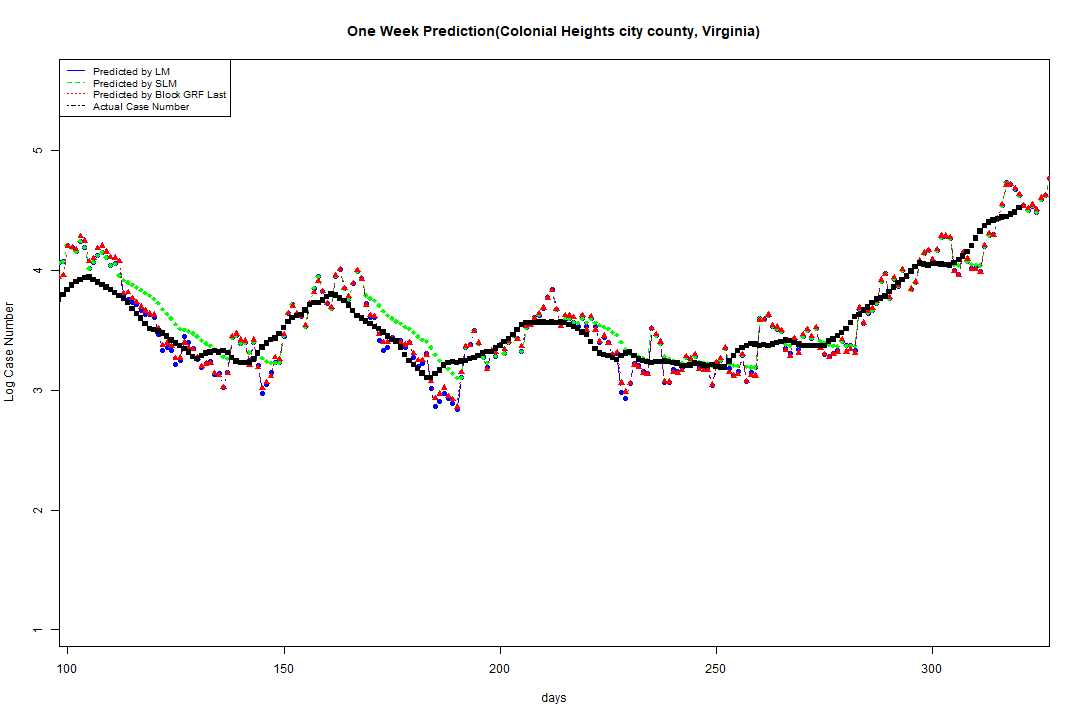 One Week Prediction(Colonial Heights city county, Virginia)
Predicted by LM
Predicted by SLM
Predicted by Block GRF Last
Actual Case Number
5
4
3
2
1
Log Case Number
100 150 200 250 300
days